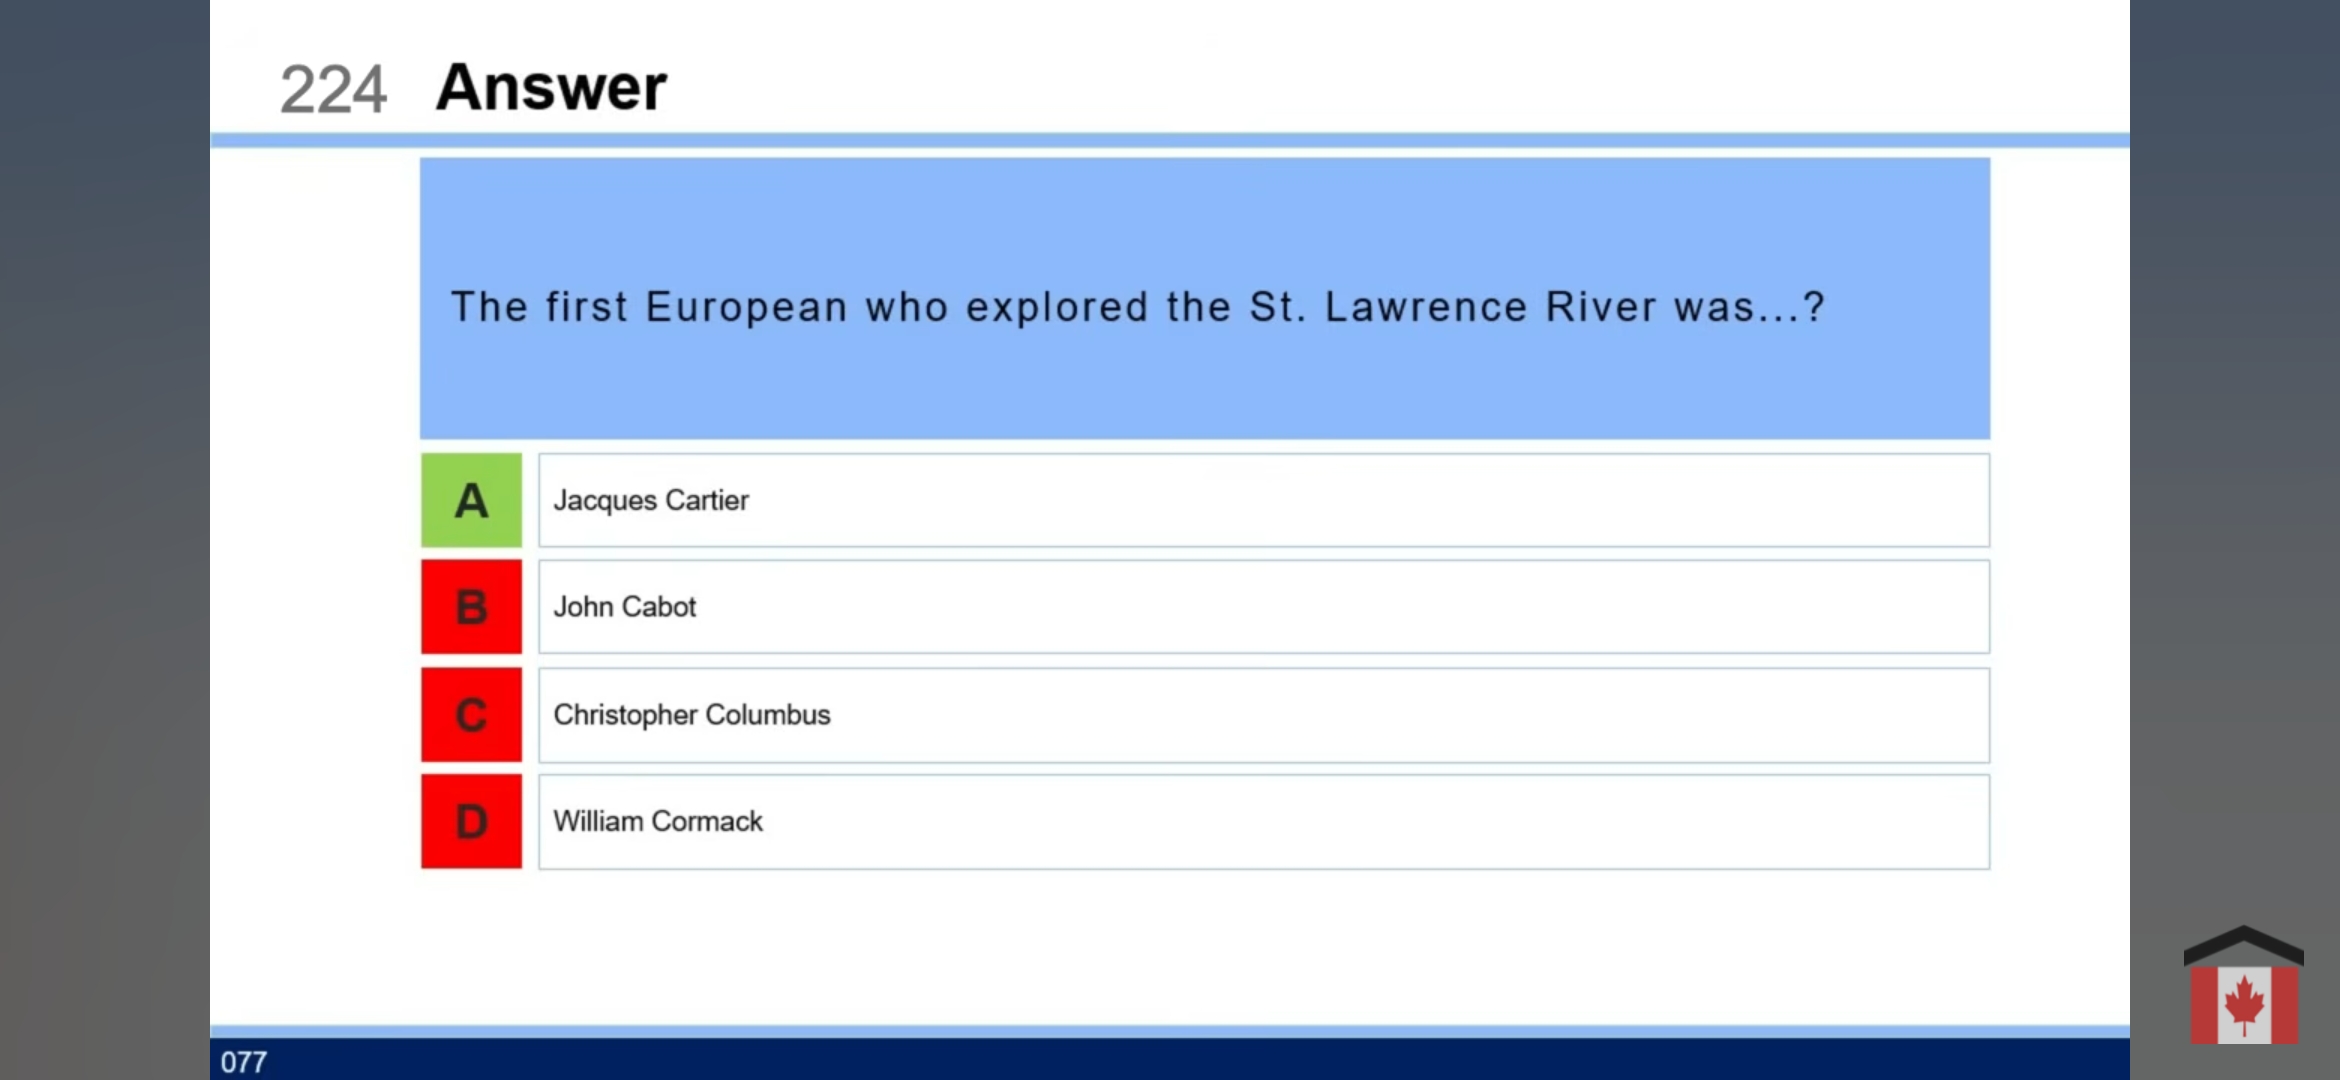 224 Answer
The first European who explored the St. Lawrence River was...?
A Jacques Cartier
B John Cabot
C Christopher Columbus
D William Cormack
077